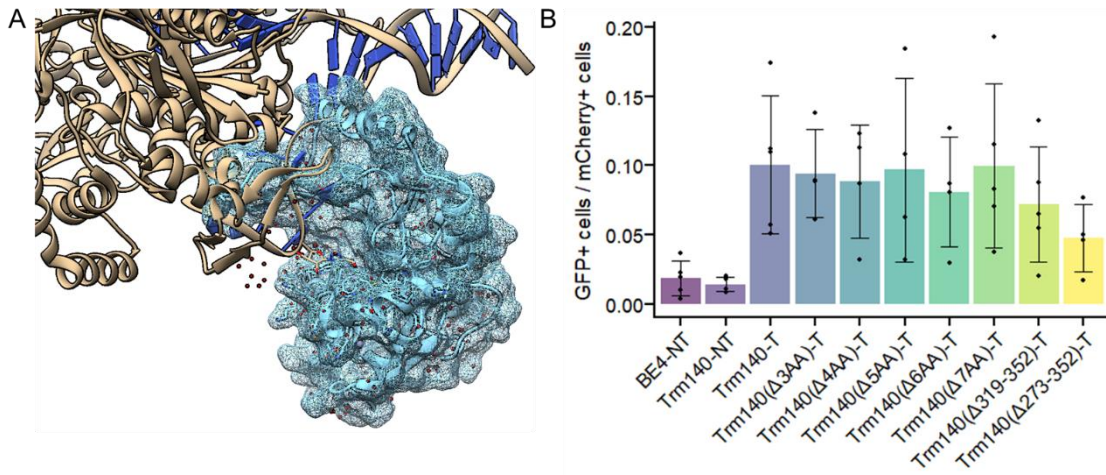 A
B
GFP+ cells / mCherry+ cells
0.20
0.15
0.10
0.05
0.00
BE4-NT
Trm140-NT
Trm140-T
Trm140(Δ3AA)-T
Trm140(Δ4AA)-T
Trm140(Δ5AA)-T
Trm140(Δ6AA)-T
Trm140(Δ7AA)-T
Trm140(Δ319-352)-T
Trm140(Δ273-352)-T